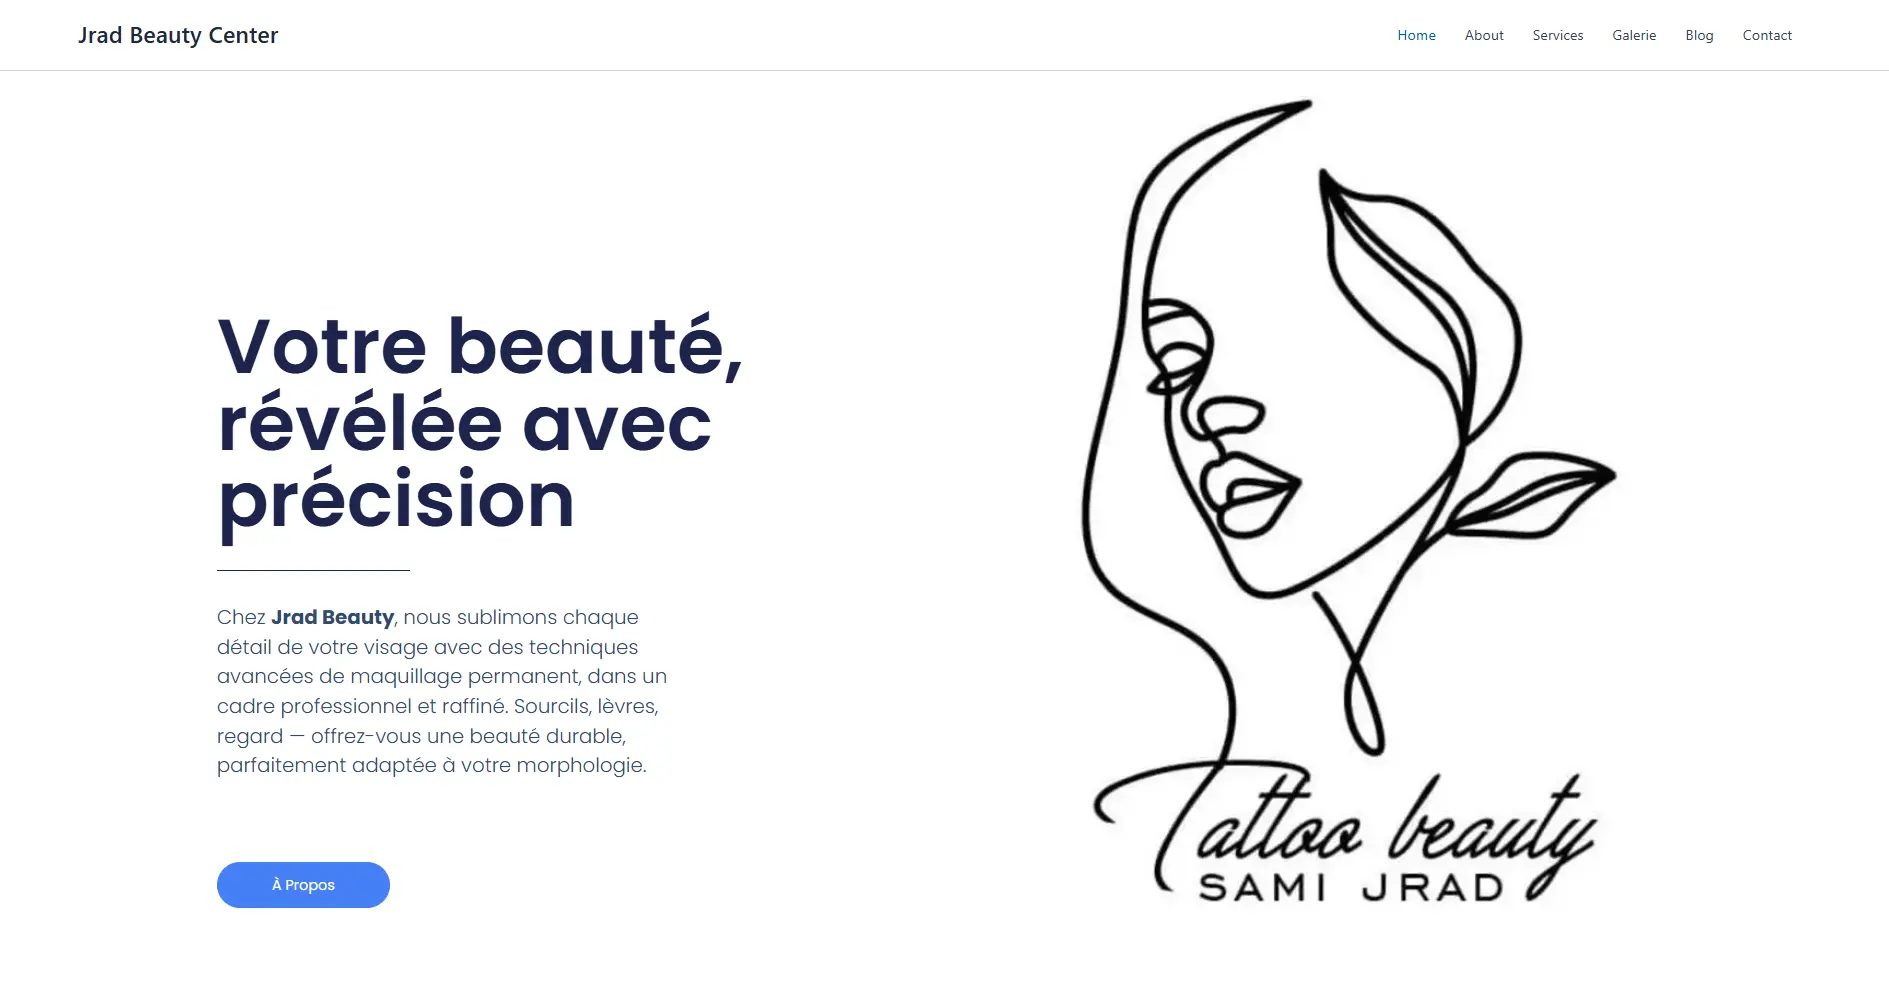 Jrad Beauty Center
Home About Services Galerie Blog Contact
Votre beauté,
révélée avec
précision
Chez Jrad Beauty, nous sublimons chaque
détail de votre visage avec des techniques
avancées de maquillage permanent, dans un
cadre professionnel et raffiné. Sourcils, lèvres,
regard — offrez-vous une beauté durable,
parfaitement adaptée à votre morphologie.
À Propos
Tattoo beauty
SAMI JRAD